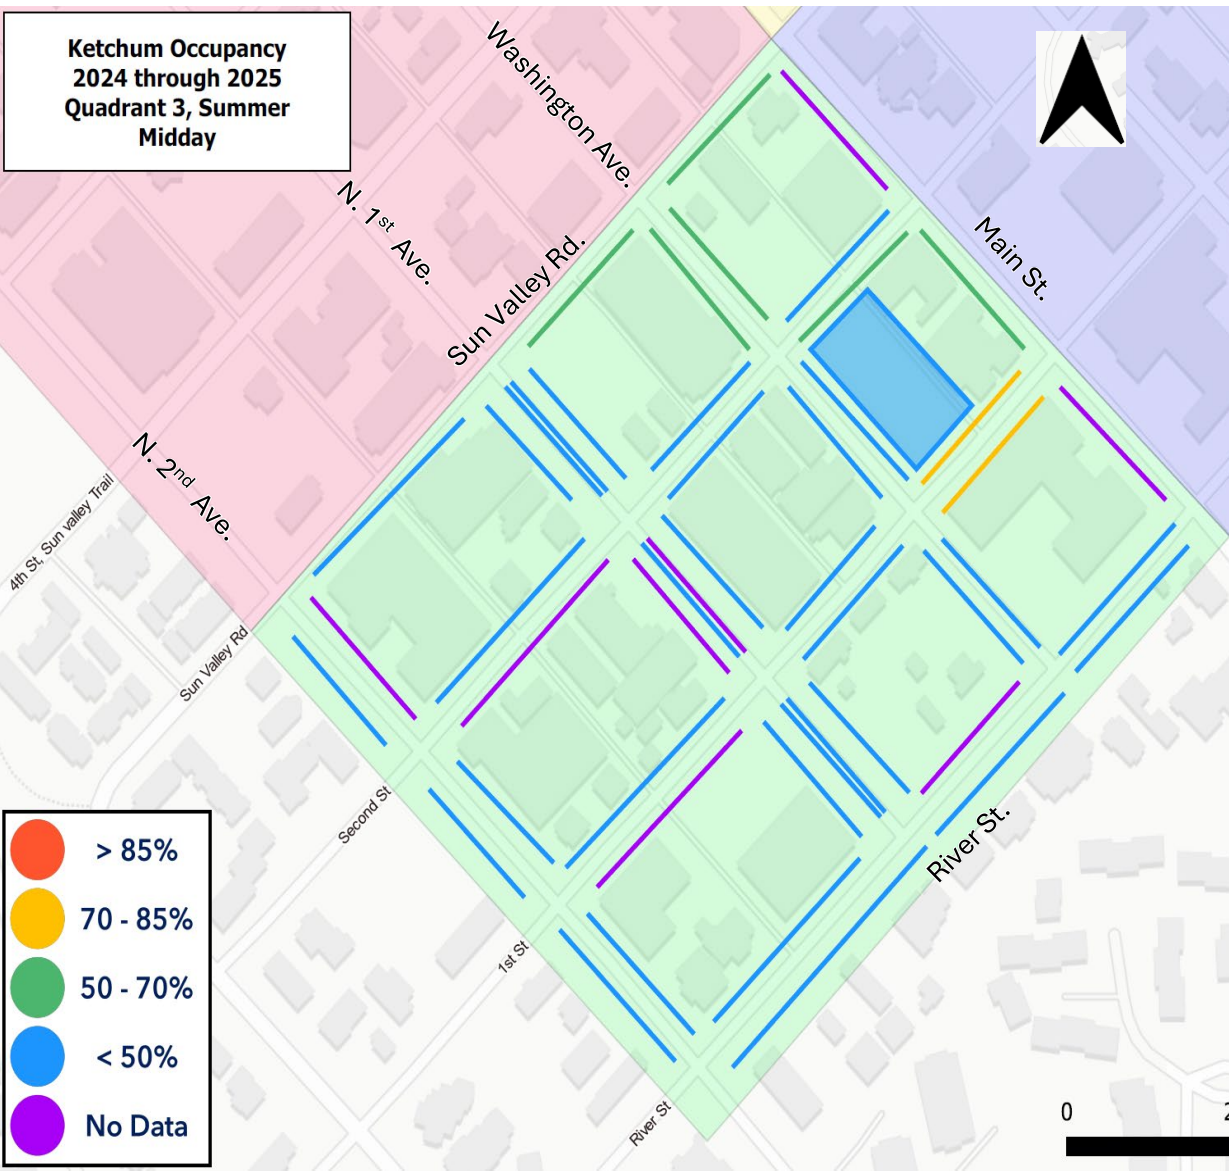 Ketchum Occupancy
2024 through 2025
Quadrant 3, Summer
Midday
Washington Ave.
N. 1st Ave.
Sun Valley Rd.
Main St.
N. 2nd Ave.
4th St, Sun valley Trail
Sun Valley Rd
Second St
River St.
1st St
River St
> 85%
70 - 85%
50 - 70%
< 50%
No Data
0